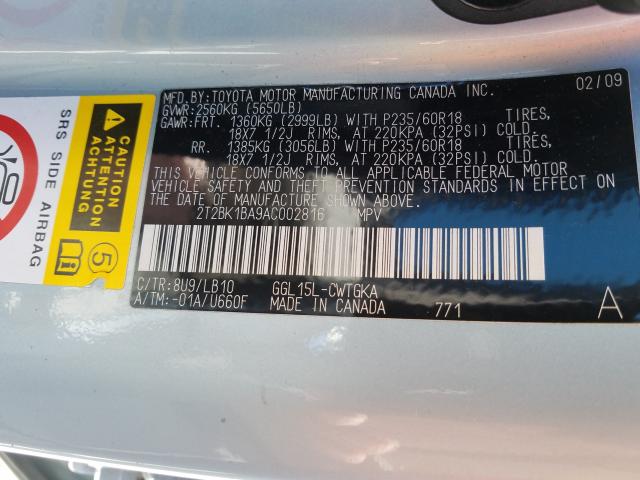 MFD.BY:TOYOTA MOTOR MANUFACTURING CANADA INC. 02/09
GVWR:2560KG (5650LB)
GAWR:FRT. 1360KG (2999LB) WITH P235/60R18 TIRES,
18X7 1/2J RIMS, AT 220KPA (32PSI) COLD.
RR. 1385KG (3056LB) WITH P235/60R18 TIRES,
18X7 1/2J RIMS, AT 220KPA (32PSI) COLD.
THIS VEHICLE CONFORMS TO ALL APPLICABLE FEDERAL MOTOR
VEHICLE SAFETY AND THEFT PREVENTION STANDARDS IN EFFECT ON
THE DATE OF MANUFACTURE SHOWN ABOVE.
2T2BK1BA9AC002816 MPV
C/TR:8U9/LB10 GGL15L-CWTGKA
A/TM:-01A/U660F MADE IN CANADA 771 A
SRS SIDE AIRBAG
CAUTION
ATTENTION
ACHTUNG
5